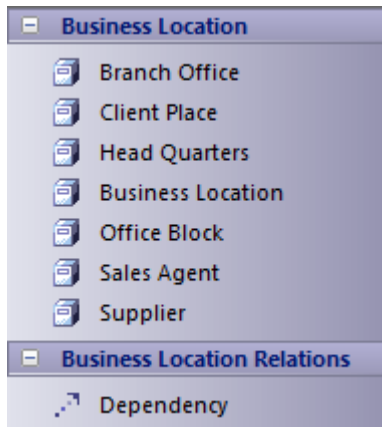 Business Location
Branch Office
Client Place
Head Quarters
Business Location
Office Block
Sales Agent
Supplier
Business Location Relations
Dependency